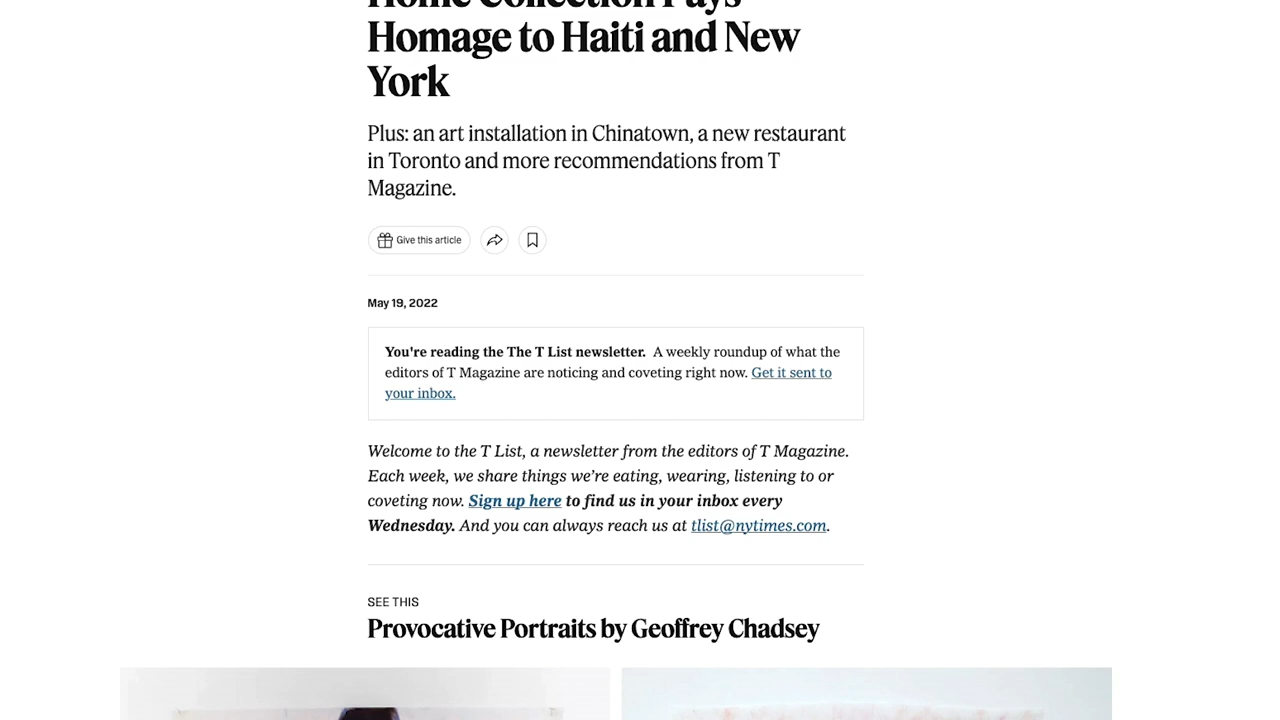 Home Collection Pays
Homage to Haiti and New
York
Plus: an art installation in Chinatown, a new restaurant
in Toronto and more recommendations from T
Magazine.
Give this article
May 19, 2022
You're reading the The T List newsletter. A weekly roundup of what the
editors of T Magazine are noticing and coveting right now. Get it sent to
your inbox.
Welcome to the T List, a newsletter from the editors of T Magazine.
Each week, we share things we’re eating, wearing, listening to or
coveting now. Sign up here to find us in your inbox every
Wednesday. And you can always reach us at tlist@nytimes.com.
SEE THIS
Provocative Portraits by Geoffrey Chadsey